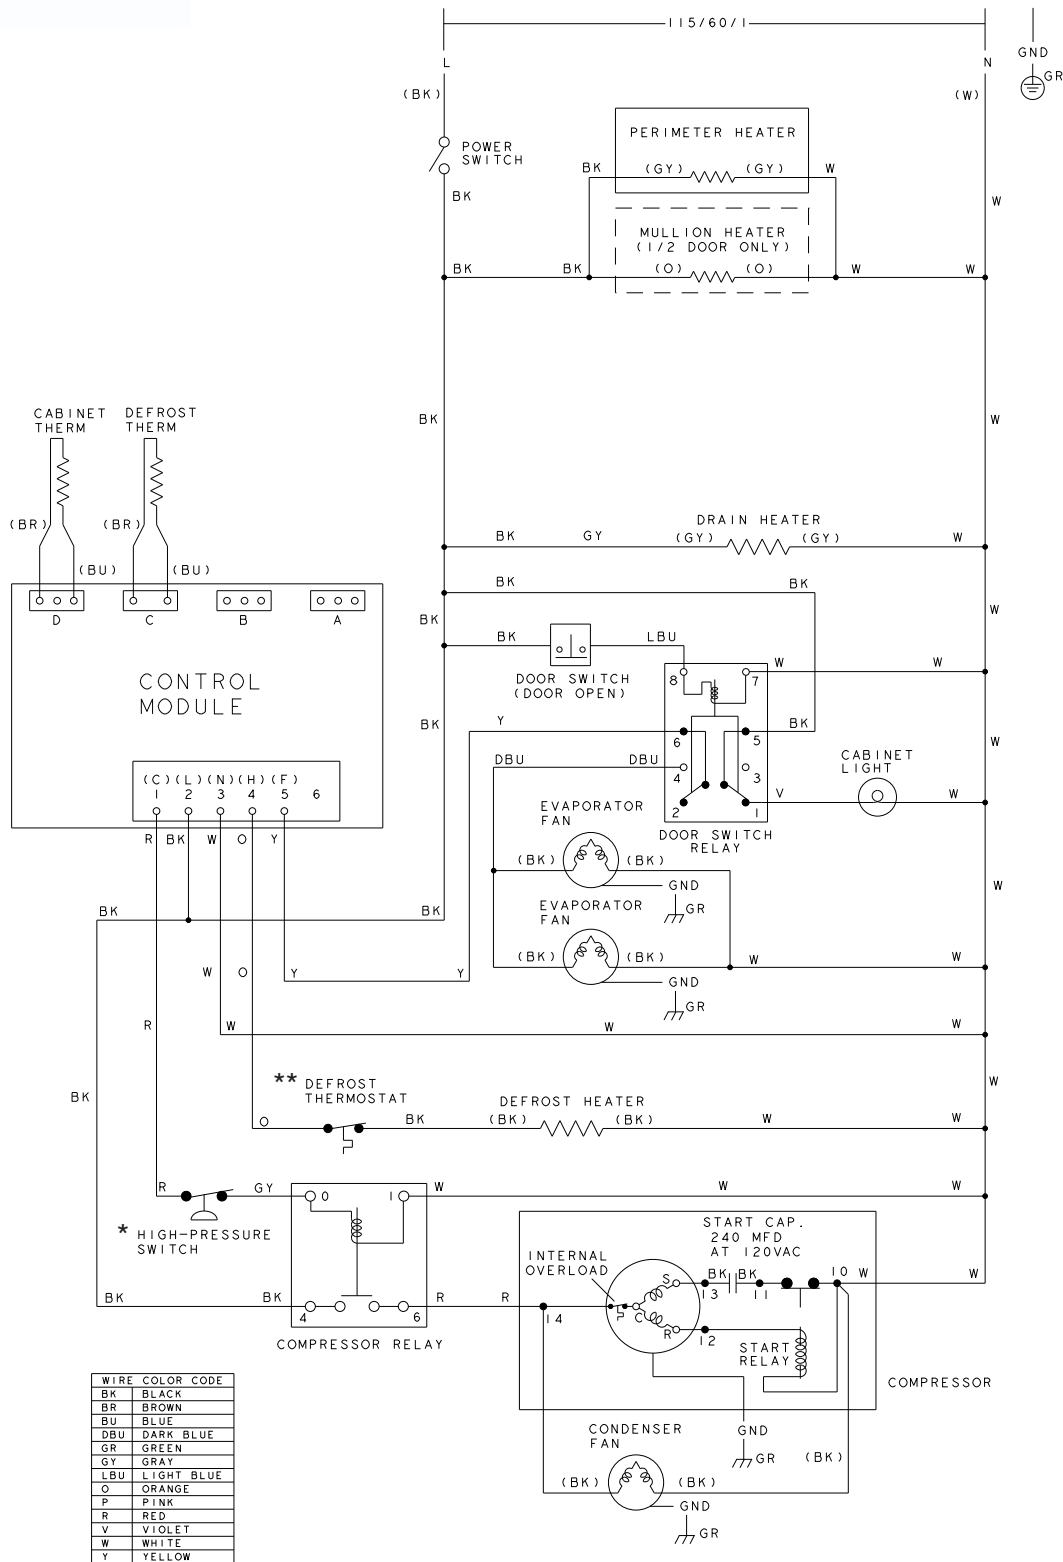 115/60/1
L
N
GND
GR
(BK)
(W)
POWER
SWITCH
BK
PERIMETER HEATER
BK (GY) (GY) W
W
MULLION HEATER
(1/2 DOOR ONLY)
BK BK (O) (O) W W
CABINET
THERM
DEFROST
THERM
BK
W
(BR) (BR)
(BU) (BU)
DRAIN HEATER
BK GY (GY) (GY) W
BK BK
D C B A
BK
W
BK LBU
DOOR SWITCH
(DOOR OPEN)
8 7
W W
CONTROL
MODULE
BK
Y
6 5
BK
W
DBU DBU
4 3
CABINET
LIGHT
(C) (L) (N) (H) (F)
1 2 3 4 5 6
2 1
V W
EVAPORATOR
FAN
DOOR SWITCH
RELAY
R BK W O Y
(BK) (BK)
GND
GR
W
BK BK
EVAPORATOR
FAN
(BK) (BK) W W
W O Y Y
GND
GR
R W W W
** DEFROST
THERMOSTAT
W
BK
DEFROST HEATER
O BK (BK) (BK) W W
R GY 0 1 W W W
* HIGH-PRESSURE
SWITCH
START CAP.
240 MFD
AT 120VAC
INTERNAL
OVERLOAD
BK BK 10 W W
S 13 11
BK BK 4 6 R R 14 C
R 12
COMPRESSOR RELAY
START
RELAY
COMPRESSOR
WIRE COLOR CODE
BK BLACK
BR BROWN
BU BLUE
DBU DARK BLUE
GR GREEN
GY GRAY
LBU LIGHT BLUE
O ORANGE
P PINK
R RED
V VIOLET
W WHITE
Y YELLOW
CONDENSER
FAN
GND
GR
(BK)
(BK) (BK)
GND
GR